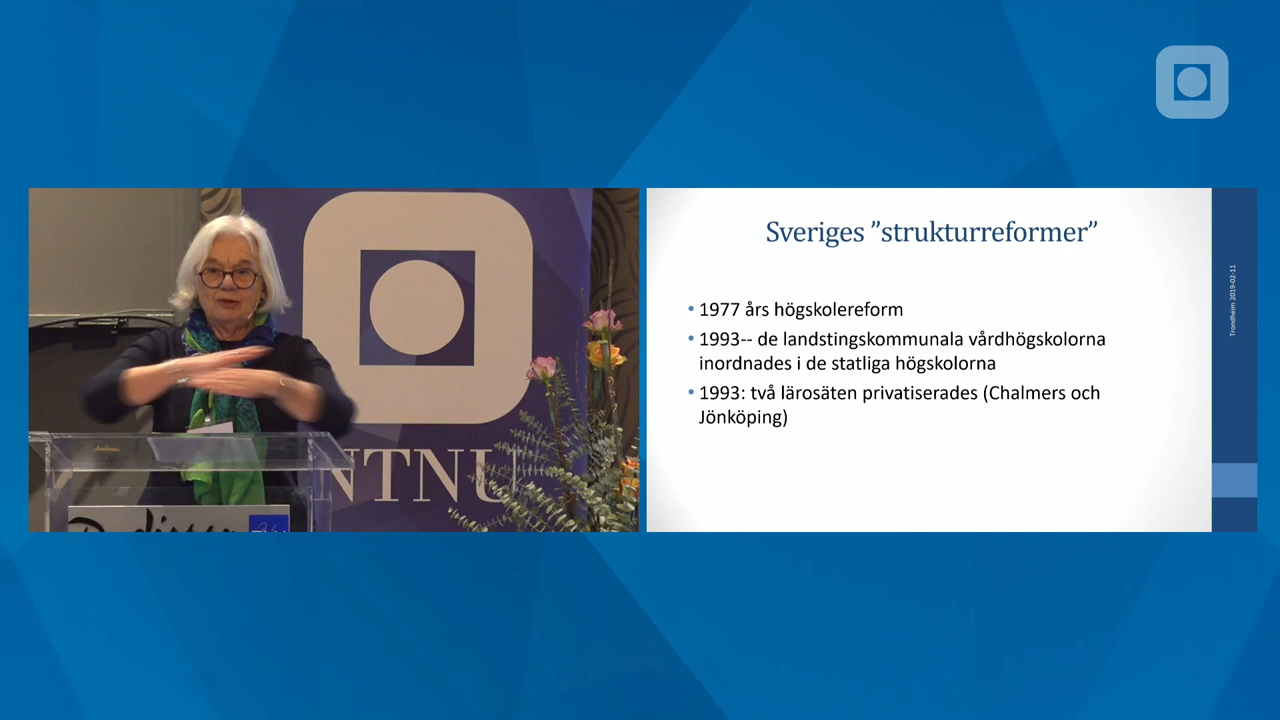 NTNU
Radisson
Sveriges ”strukturreformer”
• 1977 års högskolereform
• 1993-- de landstingskommunala vårdhögskolorna
inordnades i de statliga högskolorna
• 1993: två lärosäten privatiserades (Chalmers och
Jönköping)
Trondheim 2019-02-11